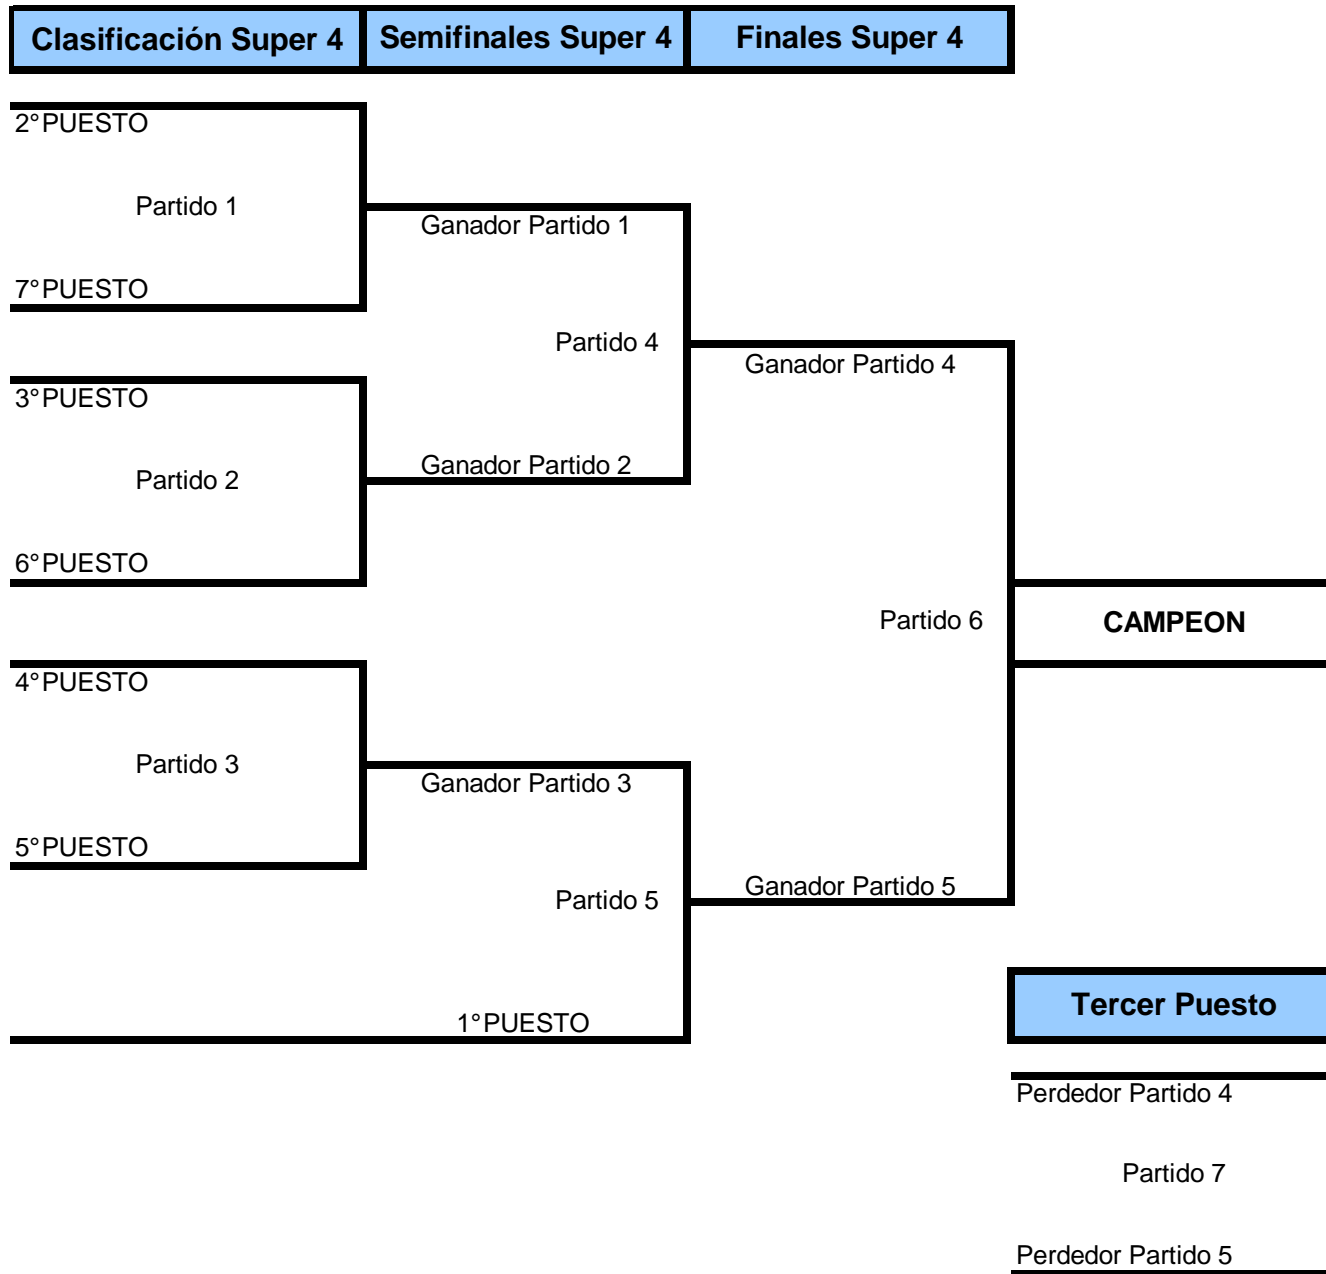 Clasificación Super 4
Semifinales Super 4
Finales Super 4
2°PUESTO
Partido 1
Ganador Partido 1
7°PUESTO
Partido 4
Ganador Partido 4
3°PUESTO
Ganador Partido 2
Partido 2
6°PUESTO
Partido 6
CAMPEON
4°PUESTO
Partido 3
Ganador Partido 3
5°PUESTO
Ganador Partido 5
Partido 5
Tercer Puesto
1°PUESTO
Perdedor Partido 4
Partido 7
Perdedor Partido 5